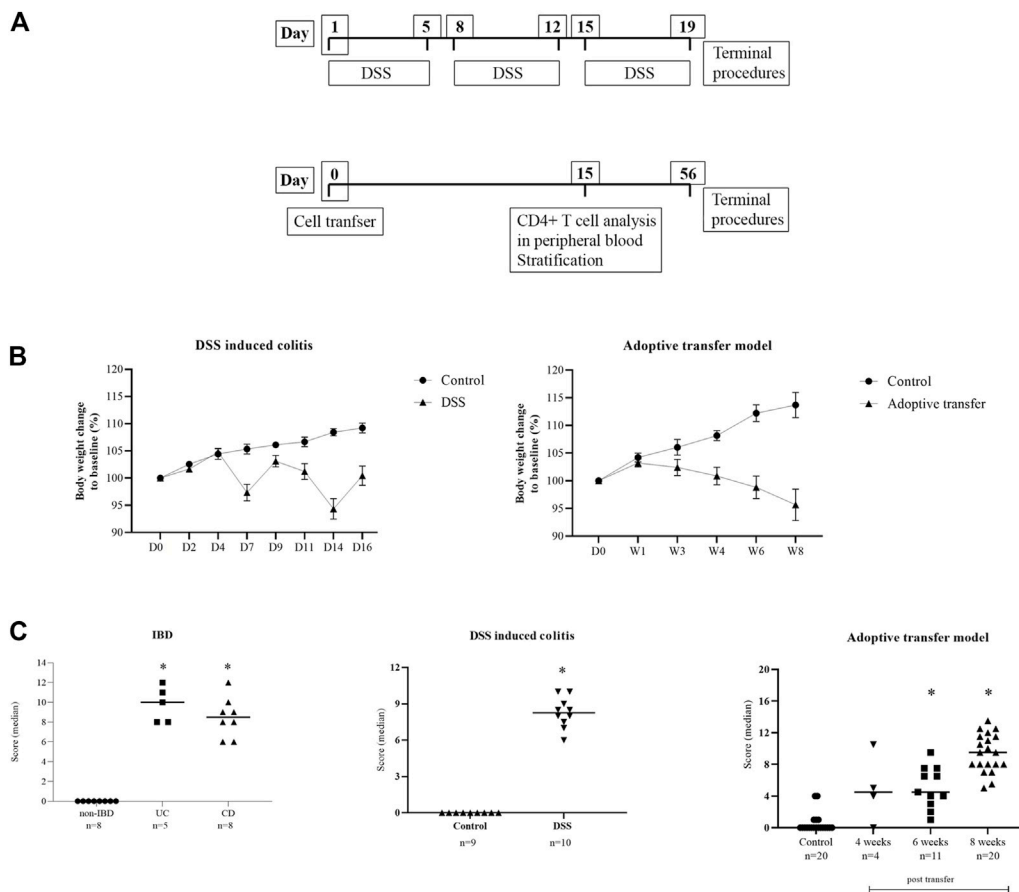 A
Day 1 5 8 12 15 19
DSS DSS DSS
Terminal
procedures
Day 0 15 56
Cell tranfser
CD4+ T cell analysis
in peripheral blood
Stratification
Terminal
procedures
B
DSS induced colitis
Body weight change
to baseline (%)
120
115
110
105
100
95
90
D0 D2 D4 D7 D9 D11 D14 D16
Control
DSS
Adoptive transfer model
Body weight change
to baseline (%)
120
115
110
105
100
95
90
D0 W1 W3 W4 W6 W8
Control
Adoptive transfer
C
IBD
Score (median)
14
12
10
8
6
4
2
0
* *
non-IBD UC CD
n=8 n=5 n=8
DSS induced colitis
Score (median)
12
9
6
3
0
*
Control DSS
n=9 n=10
Adoptive transfer model
Score (median)
20
16
12
8
4
0
* *
Control 4 weeks 6 weeks 8 weeks
n=20 n=4 n=11 n=20
post transfer